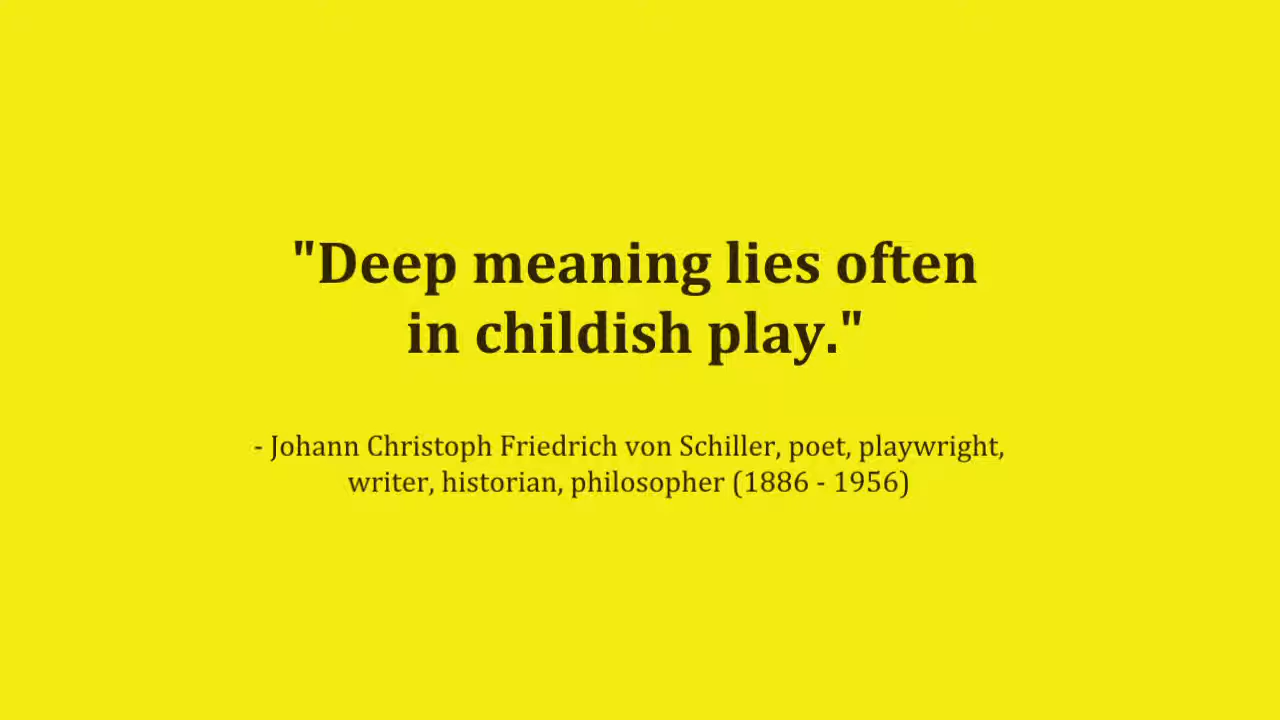 "Deep meaning lies often
in childish play."
- Johann Christoph Friedrich von Schiller, poet, playwright,
writer, historian, philosopher (1886 - 1956)